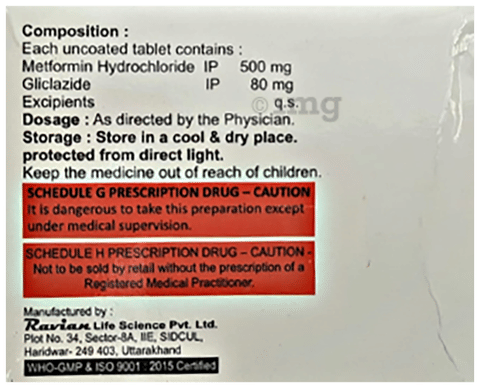 Composition :
Each uncoated tablet contains :
Metformin Hydrochloride IP 500 mg
Gliclazide IP 80 mg
Excipients q.s.
Dosage : As directed by the Physician.
Storage : Store in a cool & dry place.
protected from direct light.
Keep the medicine out of reach of children.
SCHEDULE G PRESCRIPTION DRUG – CAUTION
It is dangerous to take this preparation except
under medical supervision.
SCHEDULE H PRESCRIPTION DRUG – CAUTION -
Not to be sold by retail without the prescription of a
Registered Medical Practitioner.
Manufactured by :
Ravian Life Science Pvt. Ltd.
Plot No. 34, Sector-8A, IIE, SIDCUL,
Haridwar- 249 403, Uttarakhand
WHO-GMP & ISO 9001 : 2015 Certified